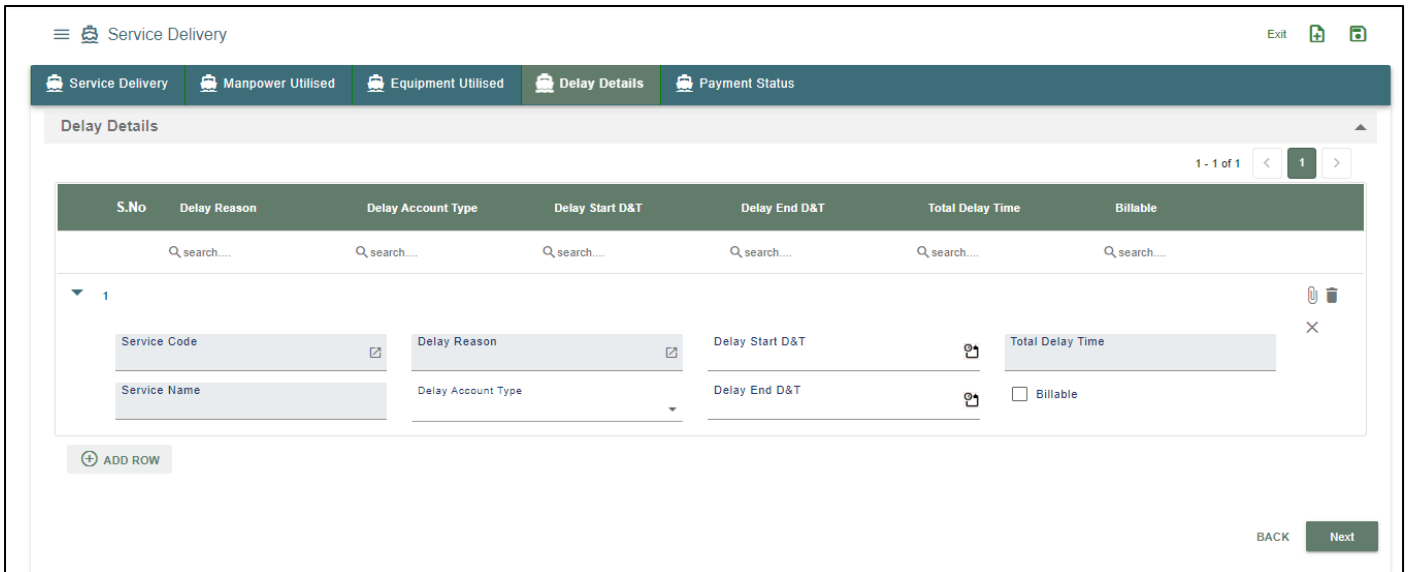 Service Delivery Exit
Service Delivery Manpower Utilised Equipment Utilised Delay Details Payment Status
Delay Details
1 - 1 of 1 < 1 >
S.No Delay Reason Delay Account Type Delay Start D&T Delay End D&T Total Delay Time Billable
search.... search.... search.... search.... search.... search....
1
Service Code Delay Reason Delay Start D&T Total Delay Time
Service Name Delay Account Type Delay End D&T Billable
ADD ROW
BACK Next